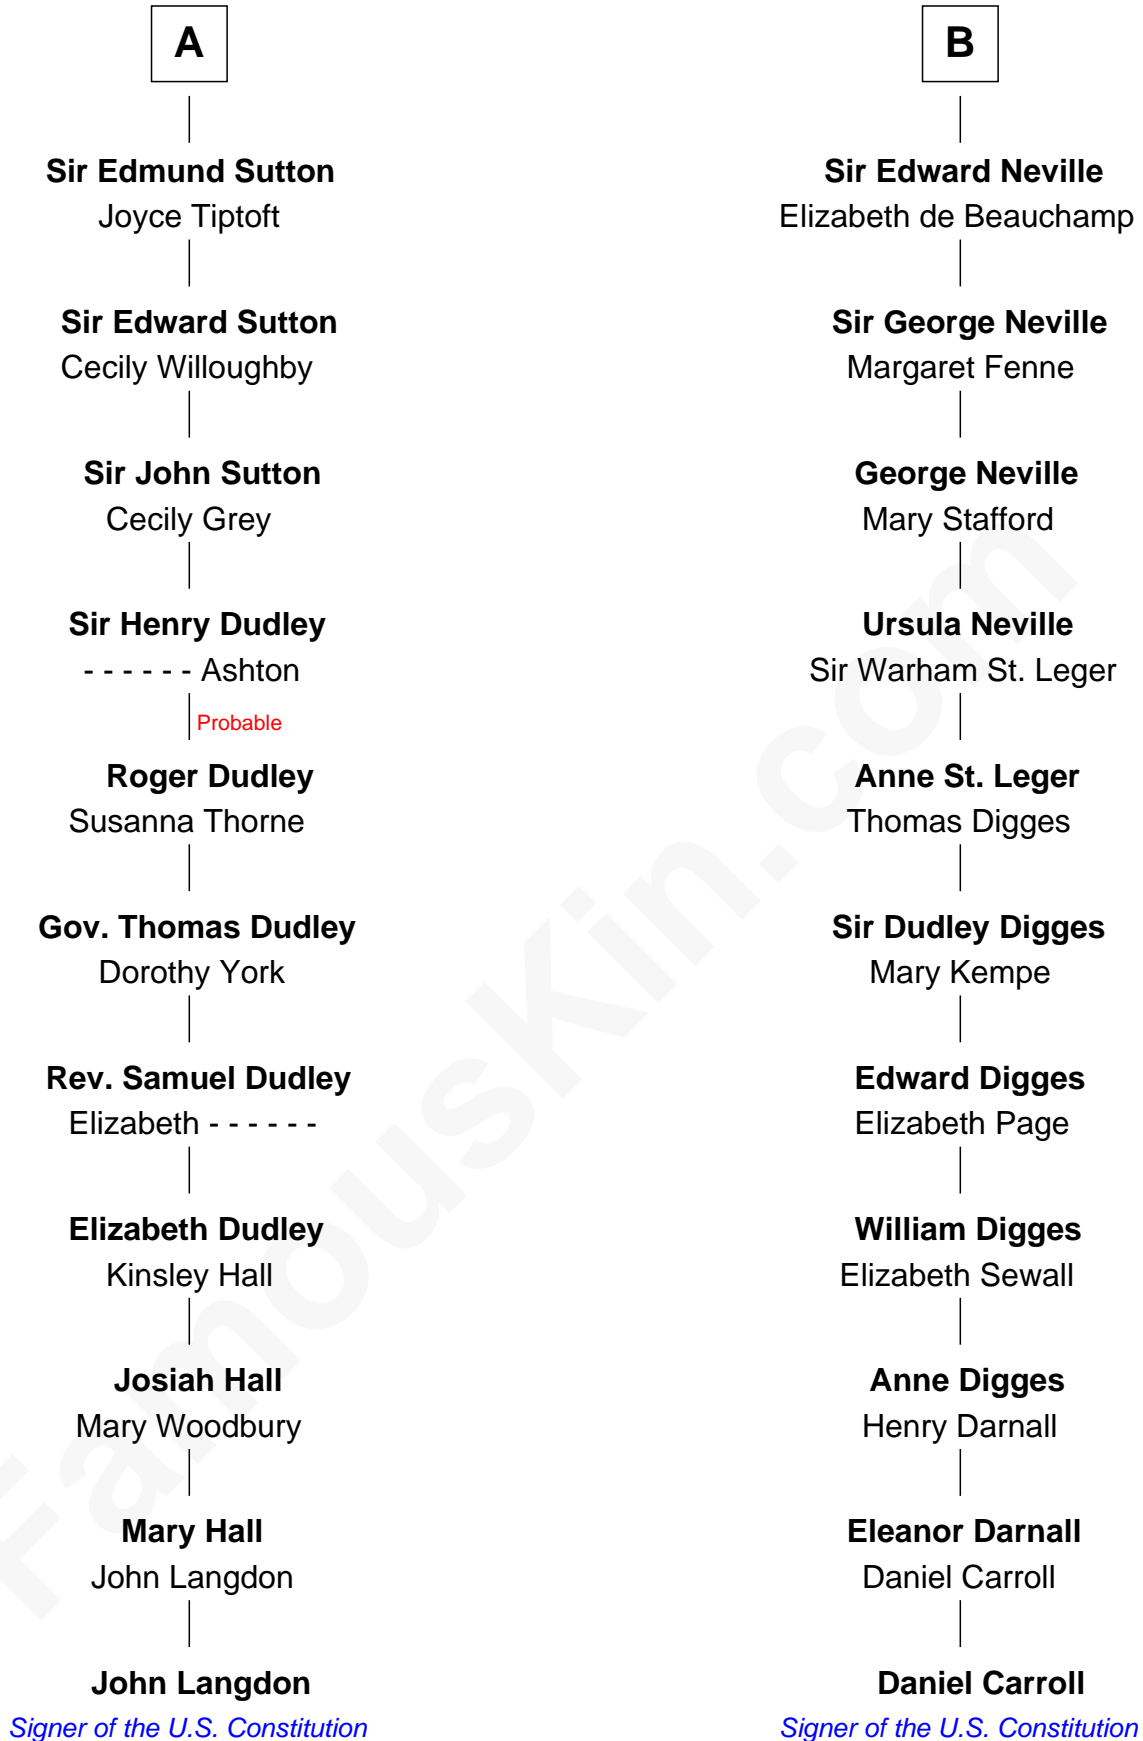 A
Sir Edmund Sutton
Joyce Tiptoft
Sir Edward Sutton
Cecily Willoughby
Sir John Sutton
Cecily Grey
Sir Henry Dudley
- - - - - - Ashton
Probable
Roger Dudley
Susanna Thorne
Gov. Thomas Dudley
Dorothy York
Rev. Samuel Dudley
Elizabeth - - - - - -
Elizabeth Dudley
Kinsley Hall
Josiah Hall
Mary Woodbury
Mary Hall
John Langdon
John Langdon
Signer of the U.S. Constitution
B
Sir Edward Neville
Elizabeth de Beauchamp
Sir George Neville
Margaret Fenne
George Neville
Mary Stafford
Ursula Neville
Sir Warham St. Leger
Anne St. Leger
Thomas Digges
Sir Dudley Digges
Mary Kempe
Edward Digges
Elizabeth Page
William Digges
Elizabeth Sewall
Anne Digges
Henry Darnall
Eleanor Darnall
Daniel Carroll
Daniel Carroll
Signer of the U.S. Constitution
FamousKin.com